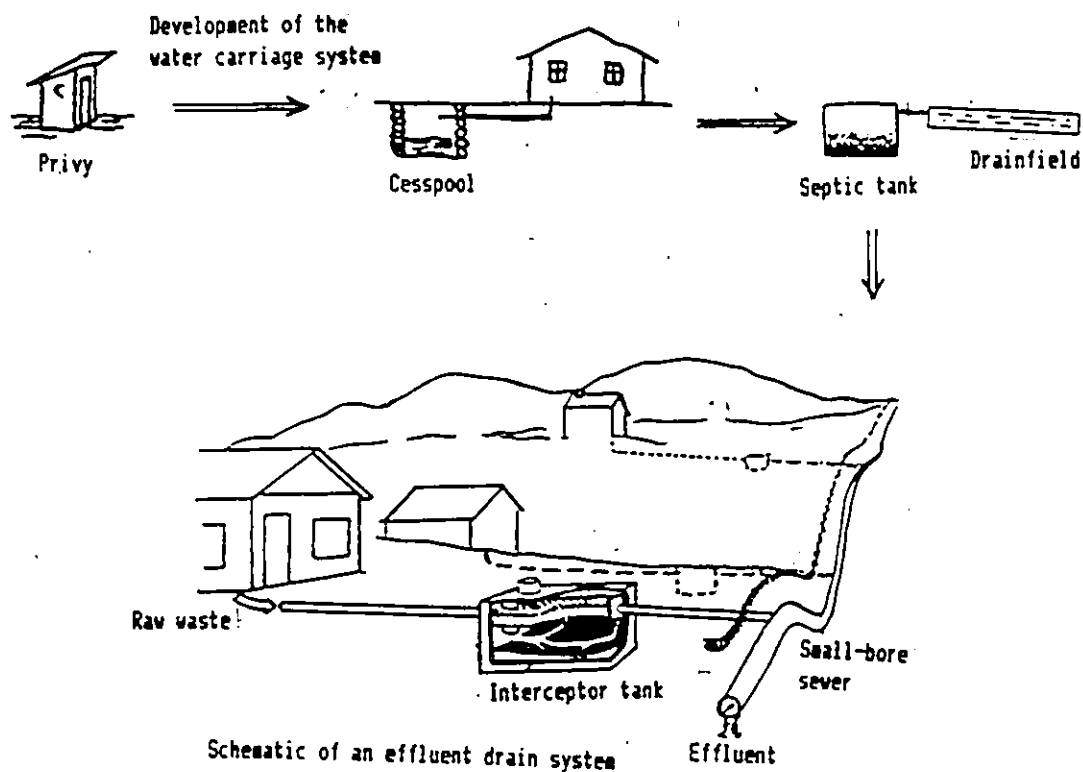 Development of the
water carriage system
Privy
Cesspool
Septic tank
Drainfield
Raw waste
Interceptor tank
Small-bore
sewer
Effluent
Schematic of an effluent drain system